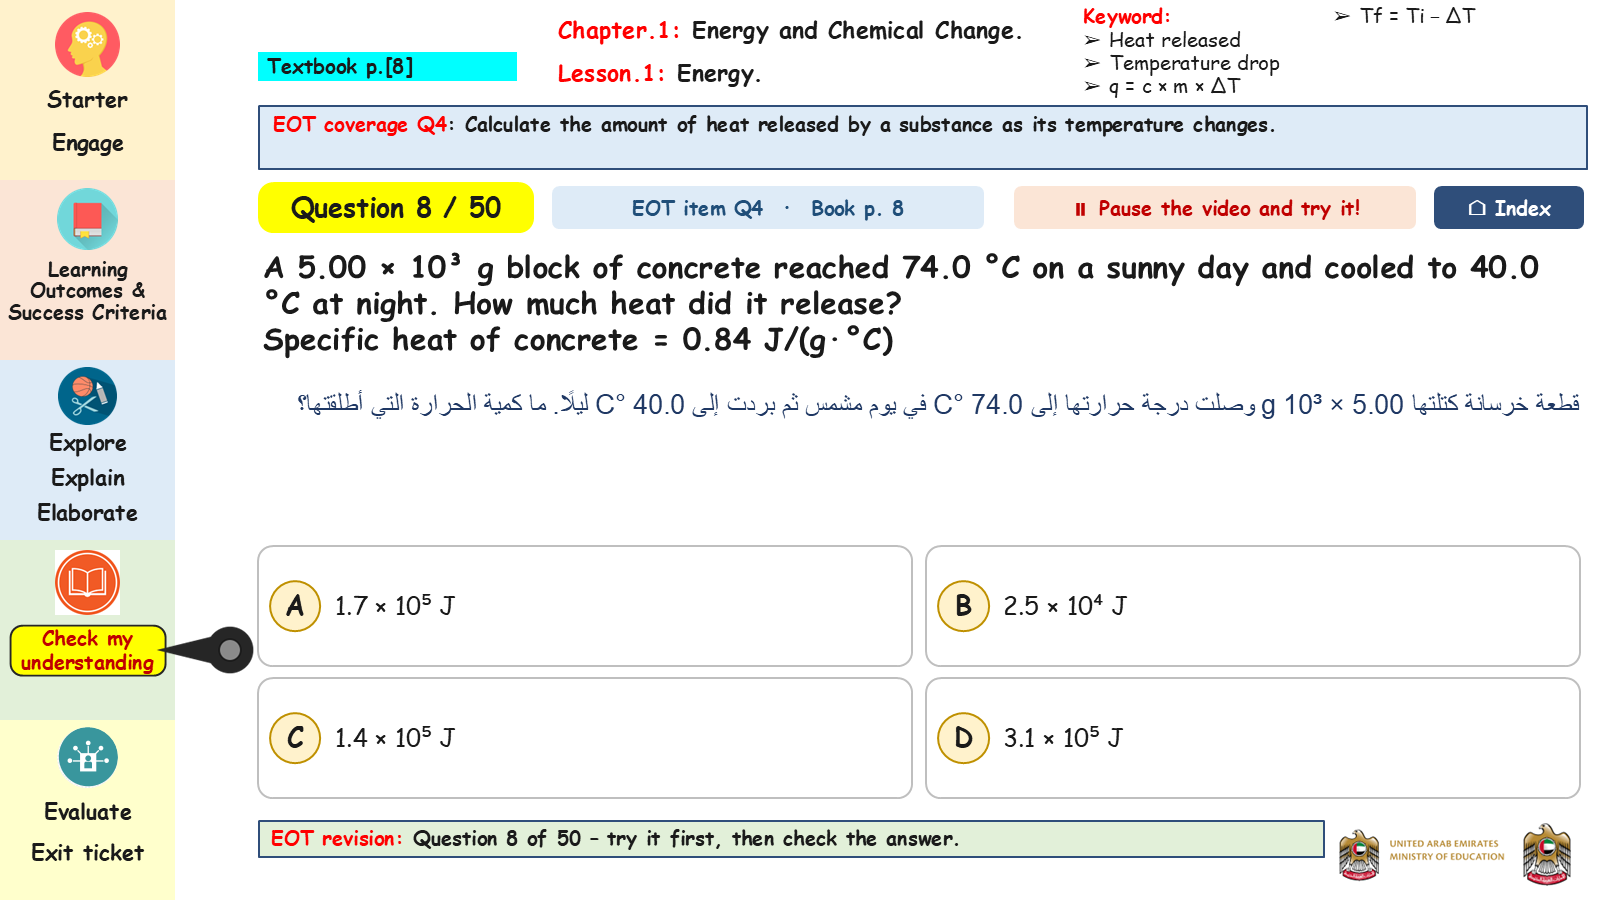 Starter
Engage
Learning
Outcomes &
Success Criteria
Explore
Explain
Elaborate
Check my
understanding
Evaluate
Exit ticket
Textbook p.[8]
Chapter.1: Energy and Chemical Change.
Lesson.1: Energy.
Keyword:
➢ Heat released
➢ Temperature drop
➢ q = c × m × ΔT
➢ Tf = Ti − ΔT
EOT coverage Q4: Calculate the amount of heat released by a substance as its temperature changes.
Question 8 / 50
EOT item Q4 · Book p. 8
⏸ Pause the video and try it!
☖ Index
A 5.00 × 10³ g block of concrete reached 74.0 °C on a sunny day and cooled to 40.0
°C at night. How much heat did it release?
Specific heat of concrete = 0.84 J/(g·°C)
قطعة خرسانة كتلتها 5.00 × 10³ g وصلت درجة حرارتها إلى 74.0 °C في يوم مشمس ثم بردت إلى 40.0 °C ليلًا. ما كمية الحرارة التي أطلقتها؟
A 1.7 × 10⁵ J
B 2.5 × 10⁴ J
C 1.4 × 10⁵ J
D 3.1 × 10⁵ J
EOT revision: Question 8 of 50 – try it first, then check the answer.
UNITED ARAB EMIRATES
MINISTRY OF EDUCATION